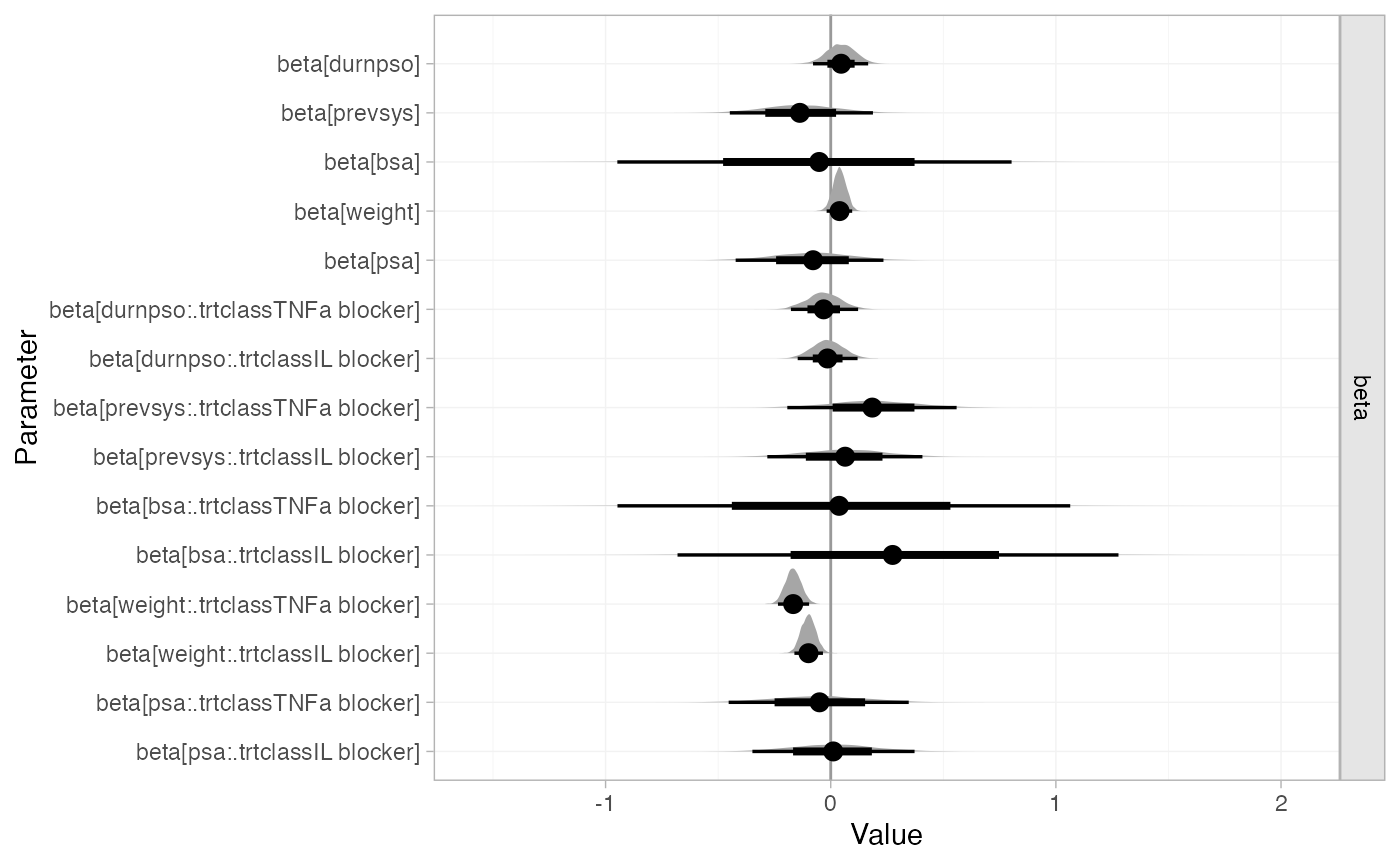 beta[durnpso]
beta[prevsys]
beta[bsa]
beta[weight]
beta[psa]
beta[durnpso:.trtclassTNFa blocker]
beta[durnpso:.trtclassIL blocker]
beta[prevsys:.trtclassTNFa blocker]
beta[prevsys:.trtclassIL blocker]
beta[bsa:.trtclassTNFa blocker]
beta[bsa:.trtclassIL blocker]
beta[weight:.trtclassTNFa blocker]
beta[weight:.trtclassIL blocker]
beta[psa:.trtclassTNFa blocker]
beta[psa:.trtclassIL blocker]
Parameter
beta
-1 0 1 2
Value